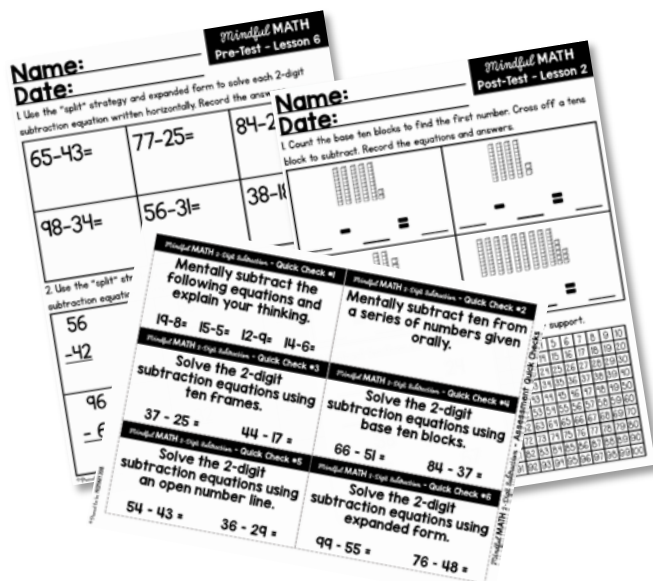 Mindful MATH
Pre-Test - Lesson 6
Name:
Date:
1. Use the "split" strategy and expanded form to solve each 2-digit
subtraction equation written horizontally. Record the
65-43=
77-25=
84-2
98-34=
56-31=
38-18
2. Use the "split"
subtraction
56
-42
96
- 6
Mindful MATH
Post-Test - Lesson 2
Name:
Date:
1. Count the base ten blocks to find the first number. Cross off a tens
block to subtract. Record the equations and answers.
- =
- =
=
support.
Mindful MATH 2-Digit Subtraction - Quick Check #1
Mentally subtract the
following equations and
explain your thinking.
19-8= 15-5= 12-9= 14-6=
Mindful MATH 2-Digit Subtraction - Quick Check #2
Mentally subtract ten from
a series of numbers given
orally.
Mindful MATH 2-Digit Subtraction - Quick Check #3
Solve the 2-digit
subtraction equations using
ten frames.
37 - 25 = 44 - 17 =
Mindful MATH 2-Digit Subtraction - Quick Check #4
Solve the 2-digit
subtraction equations using
base ten blocks.
66 - 51 = 84 - 37 =
Mindful MATH 2-Digit Subtraction - Quick Check #5
Solve the 2-digit
subtraction equations using
an open number line.
54 - 43 = 36 - 29 =
Mindful MATH 2-Digit Subtraction - Quick Check #6
Solve the 2-digit
subtraction equations using
expanded form.
99 - 55 = 76 - 48 =
Mindful MATH 2-Digit Subtraction - Assessment Quick Checks